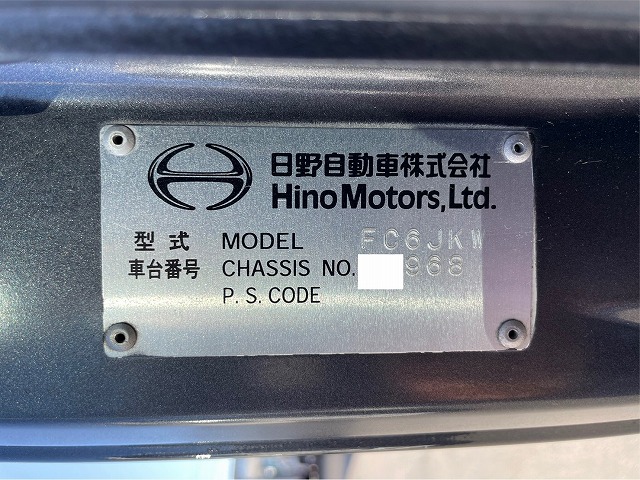 日野自動車株式会社
Hino Motors, Ltd.
型式 MODEL FC6JKW
車台番号 CHASSIS NO. 968
P. S. CODE